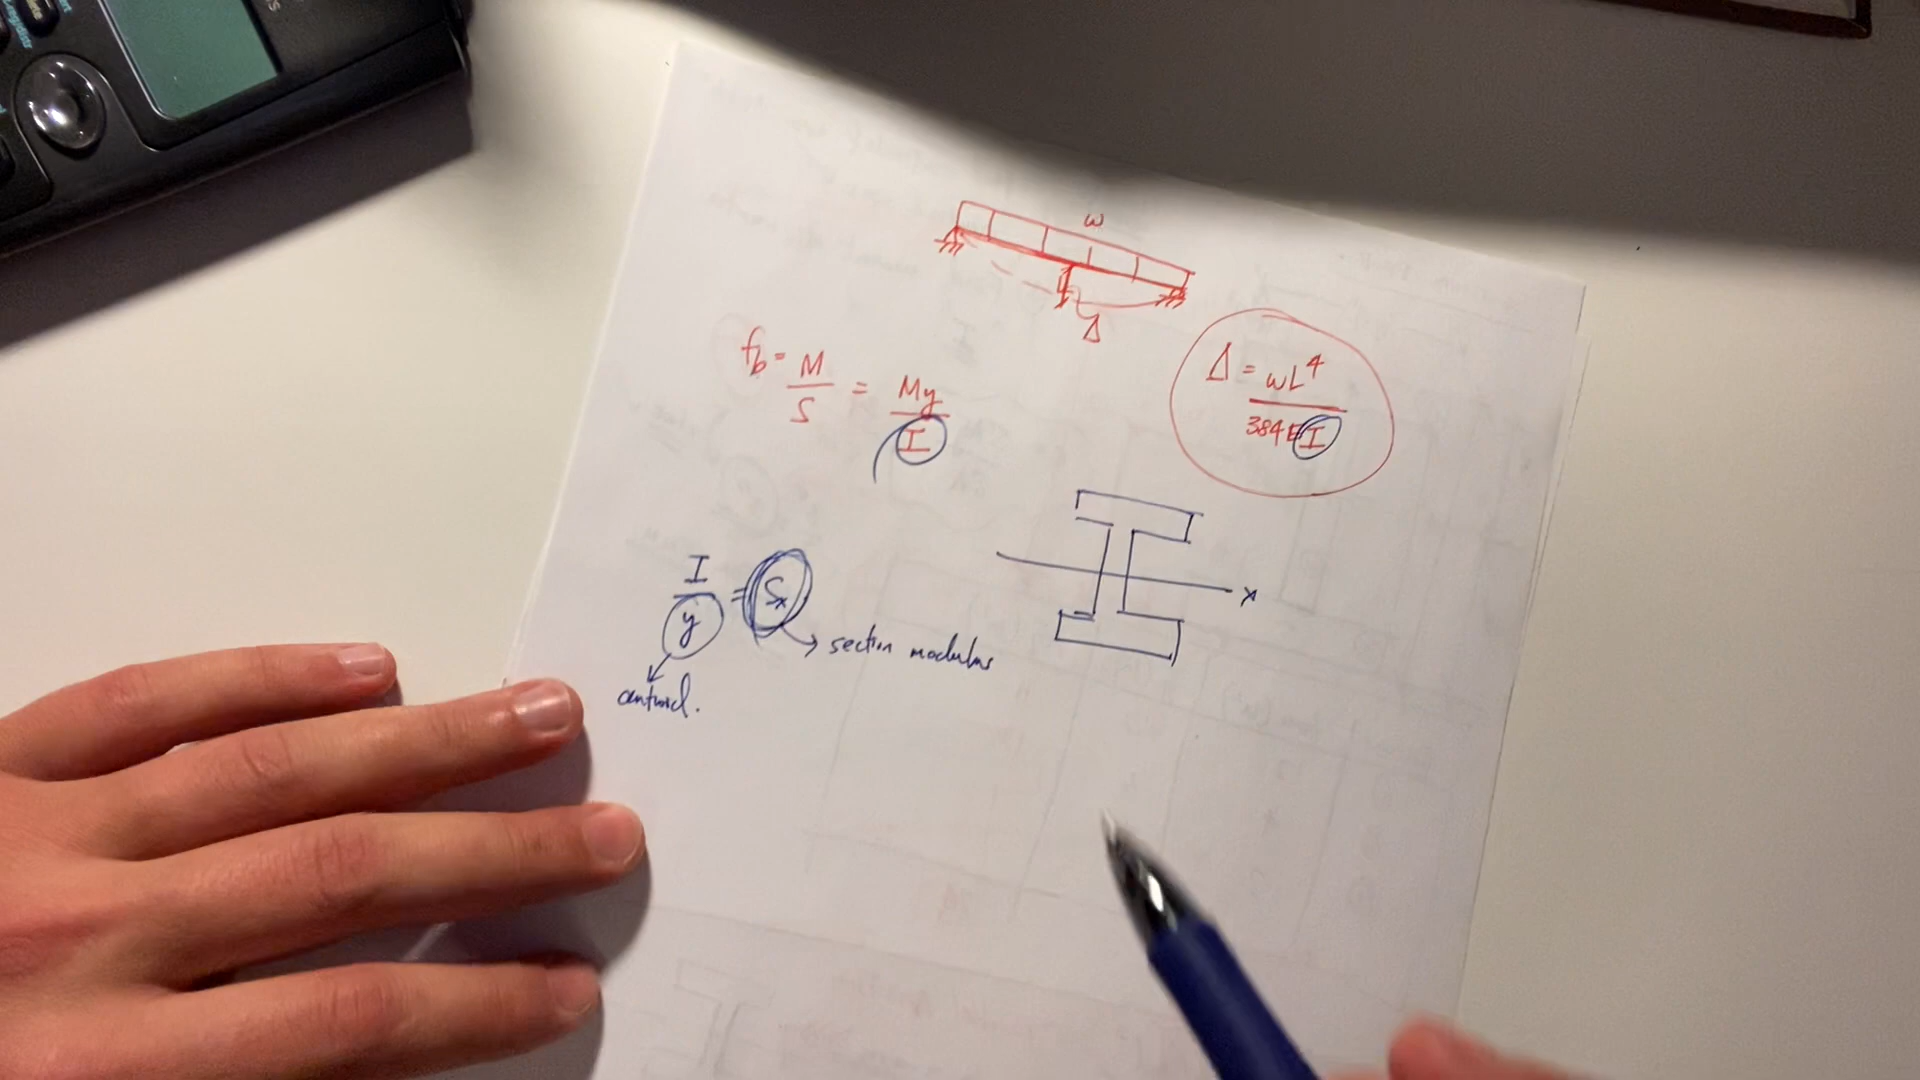 ω
Δ
fb = M/S = My/I
Δ = ωL⁴/384EI
I/y = Sx
x
section modulus
centroid.